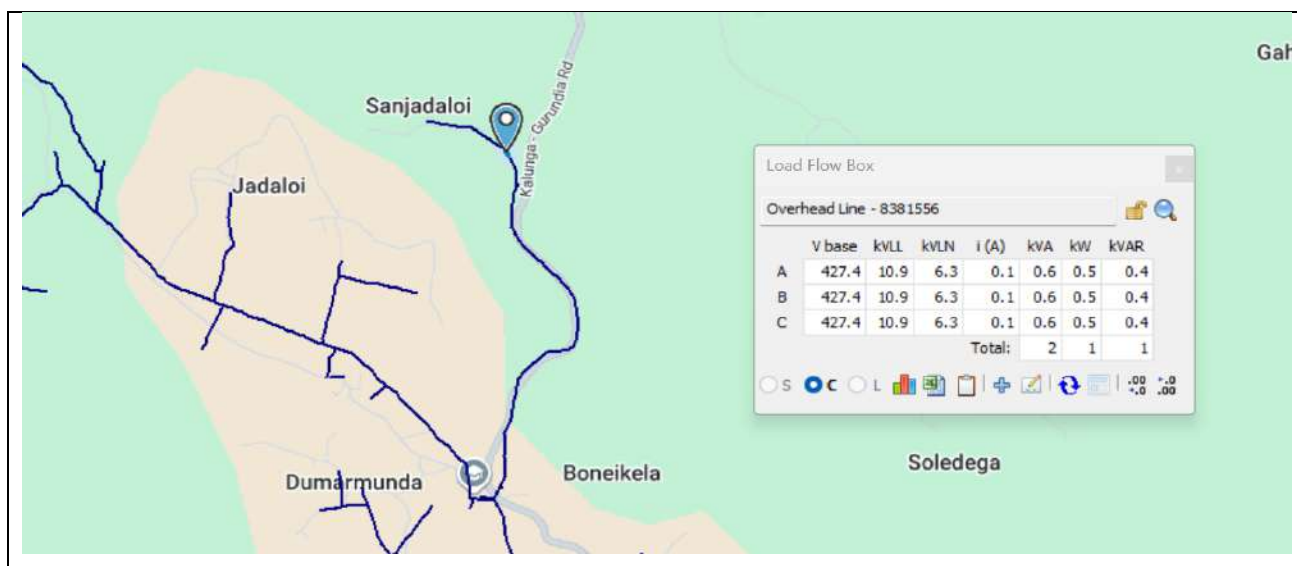 Gah
Sanjadaloi
Kalunga - Gurundia Rd
Jadaloi
Load Flow Box
Overhead Line - 8381556
V base kVLL kVLN i (A) kVA kW kVAR
A 427.4 10.9 6.3 0.1 0.6 0.5 0.4
B 427.4 10.9 6.3 0.1 0.6 0.5 0.4
C 427.4 10.9 6.3 0.1 0.6 0.5 0.4
Total: 2 1 1
S C L
Soledega
Boneikela
Dumarmunda